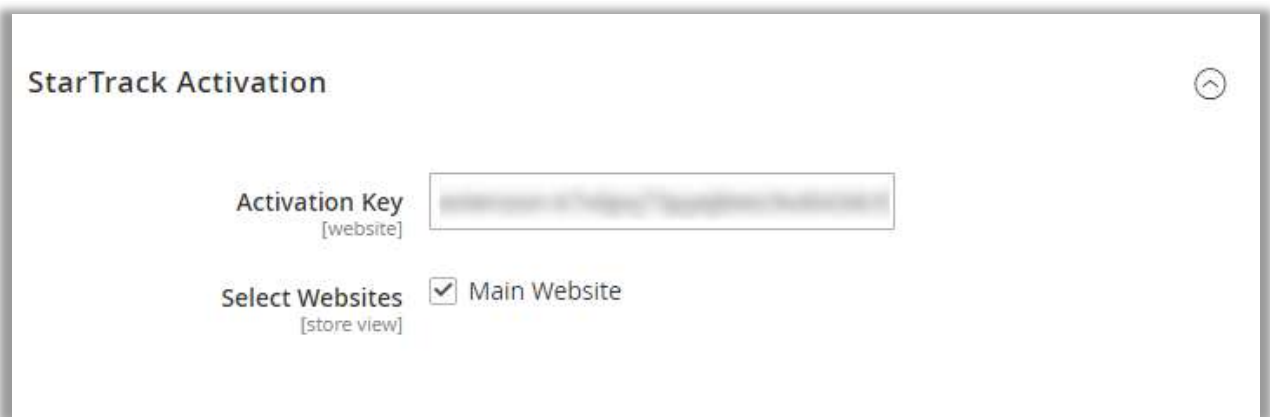 StarTrack Activation
Activation Key
[website]
Select Websites
Main Website
[store view]